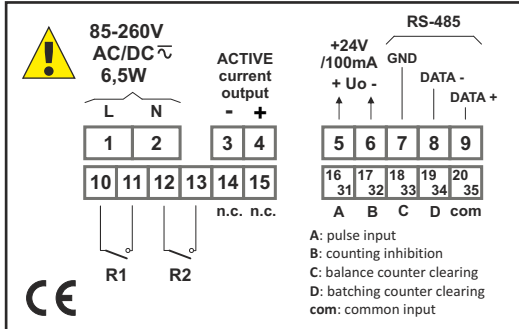 85-260V
AC/DC
6,5W
L N
ACTIVE
current
output
- +
+24V
/100mA
+ Uo -
RS-485
GND
DATA -
DATA +
1 2 3 4 5 6 7 8 9
10 11 12 13 14 15
16 17 18 19 20
31 32 33 34 35
n.c. n.c.
A B C D com
R1 R2
A: pulse input
B: counting inhibition
C: balance counter clearing
D: batching counter clearing
com: common input
CE